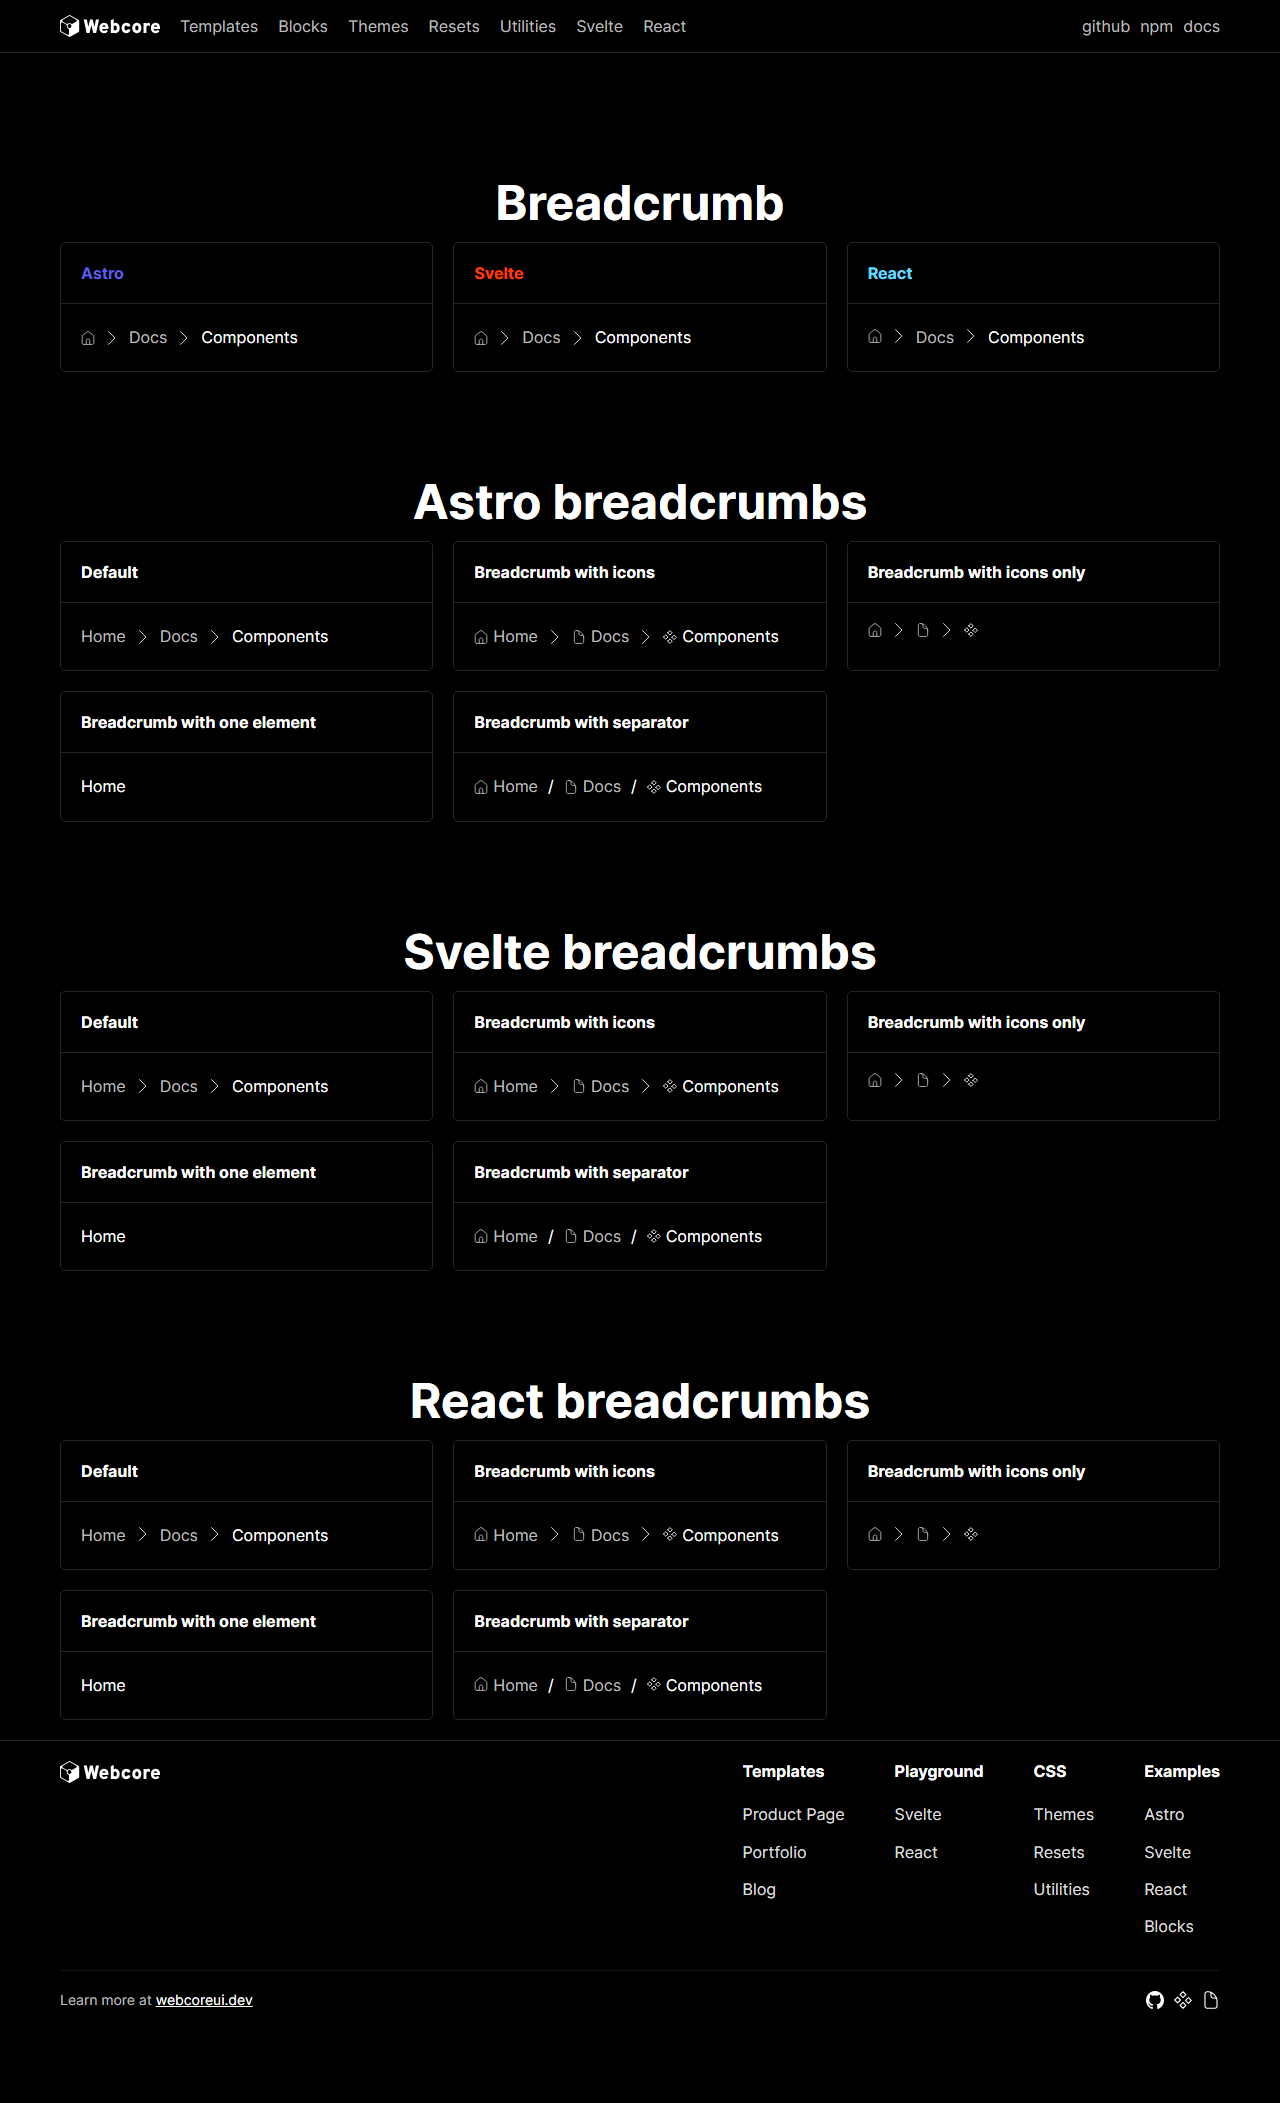 Webcore Templates Blocks Themes Resets Utilities Svelte React github npm docs
Breadcrumb
Astro Svelte React
Docs Components Docs Components Docs Components
Astro breadcrumbs
Default Breadcrumb with icons Breadcrumb with icons only
Home Docs Components Home Docs Components
Breadcrumb with one element Breadcrumb with separator
Home Home / Docs / Components
Svelte breadcrumbs
Default Breadcrumb with icons Breadcrumb with icons only
Home Docs Components Home Docs Components
Breadcrumb with one element Breadcrumb with separator
Home Home / Docs / Components
React breadcrumbs
Default Breadcrumb with icons Breadcrumb with icons only
Home Docs Components Home Docs Components
Breadcrumb with one element Breadcrumb with separator
Home Home / Docs / Components
Webcore Templates Playground CSS Examples
Product Page Svelte Themes Astro
Portfolio React Resets Svelte
Blog Utilities React
Blocks
Learn more at webcoreui.dev